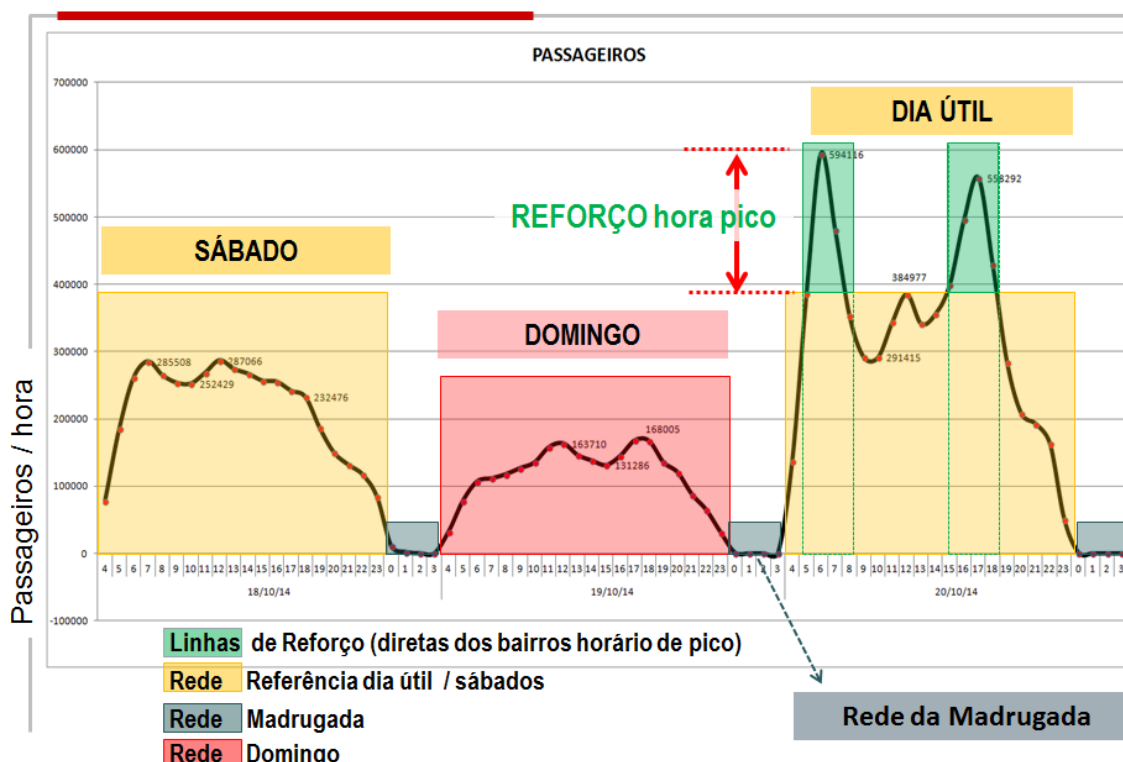 PASSAGEIROS
700000
600000
500000
400000
300000
200000
100000
0
-100000
Passageiros / hora
SÁBADO
DOMINGO
DIA ÚTIL
REFORÇO hora pico
285508
252429
287066
232476
163710
131286
168005
594116
291415
384977
558292
4 5 6 7 8 9 10 11 12 13 14 15 16 17 18 19 20 21 22 23 0 1 2 3 4 5 6 7 8 9 10 11 12 13 14 15 16 17 18 19 20 21 22 23 0 1 2 3 4 5 6 7 8 9 10 11 12 13 14 15 16 17 18 19 20 21 22 23 0 1 2 3
18/10/14 19/10/14 20/10/14
Linhas de Reforço (diretas dos bairros horário de pico)
Rede Referência dia útil / sábados
Rede Madrugada
Rede Domingo
Rede da Madrugada